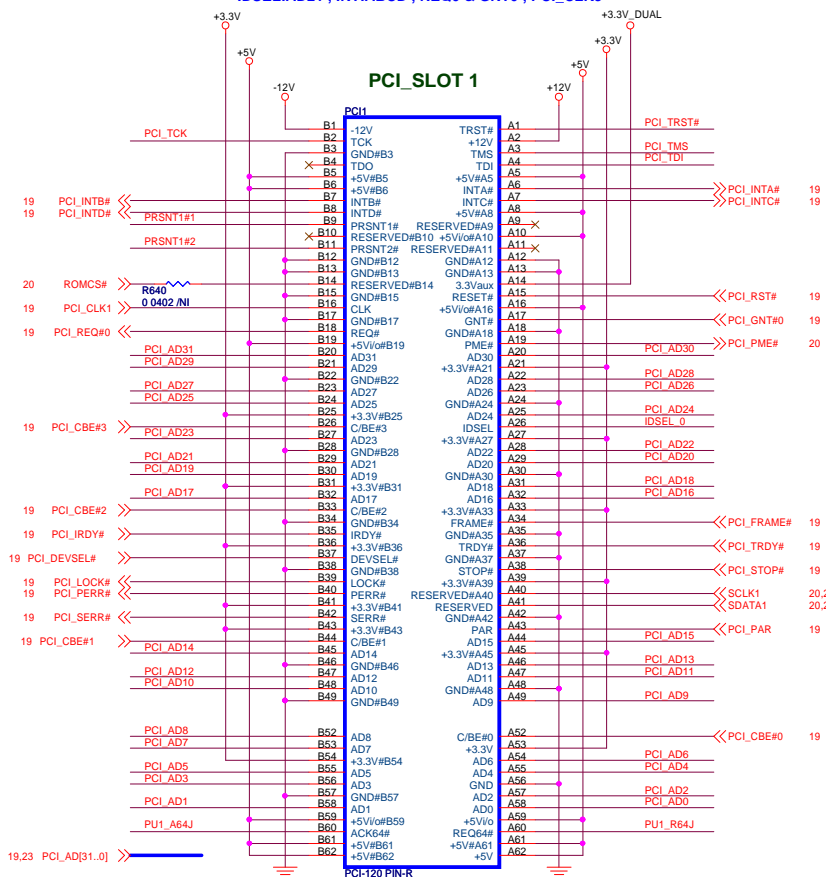 +3.3V
+3.3V_DUAL
+5V
+3.3V
-12V
+12V
+5V
PCI_SLOT 1
PCI1
PCI_TCK
B1 -12V TRST# A1 PCI_TRST#
B2 TCK +12V A2
B3 GND#B3 TMS A3 PCI_TMS
B4 TDO TDI A4 PCI_TDI
B5 +5V#B5 +5V#A5 A5
B6 +5V#B6 INTA# A6 PCI_INTA# 19
19 PCI_INTB# B7 INTB# INTC# A7 PCI_INTC# 19
19 PCI_INTD# B8 INTD# +5V#A8 A8
PRSNT1#1 B9 PRSNT1# RESERVED#A9 A9
B10 RESERVED#B10 +5Vi/o#A10 A10
PRSNT1#2 B11 PRSNT2# RESERVED#A11 A11
B12 GND#B12 GND#A12 A12
B13 GND#B13 GND#A13 A13
20 ROMCS# R640 0 0402 /NI B14 RESERVED#B14 3.3Vaux A14
B15 GND#B15 RESET# A15 PCI_RST# 19
19 PCI_CLK1 B16 CLK +5Vi/o#A16 A16
B17 GND#B17 GNT# A17 PCI_GNT#0 19
19 PCI_REQ#0 B18 REQ# GND#A18 A18
B19 +5Vi/o#B19 PME# A19 PCI_PME# 20
PCI_AD31 B20 AD31 AD30 A20 PCI_AD30
PCI_AD29 B21 AD29 +3.3V#A21 A21
B22 GND#B22 AD28 A22 PCI_AD28
PCI_AD27 B23 AD27 AD26 A23 PCI_AD26
PCI_AD25 B24 AD25 GND#A24 A24
B25 +3.3V#B25 AD24 A25 PCI_AD24
19 PCI_CBE#3 B26 C/BE#3 IDSEL A26 IDSEL_0
PCI_AD23 B27 AD23 +3.3V#A27 A27
B28 GND#B28 AD22 A28 PCI_AD22
PCI_AD21 B29 AD21 AD20 A29 PCI_AD20
PCI_AD19 B30 AD19 GND#A30 A30
B31 +3.3V#B31 AD18 A31 PCI_AD18
PCI_AD17 B32 AD17 AD16 A32 PCI_AD16
19 PCI_CBE#2 B33 C/BE#2 +3.3V#A33 A33
B34 GND#B34 FRAME# A34 PCI_FRAME# 19
19 PCI_IRDY# B35 IRDY# GND#A35 A35
B36 +3.3V#B36 TRDY# A36 PCI_TRDY# 19
19 PCI_DEVSEL# B37 DEVSEL# GND#A37 A37
B38 GND#B38 STOP# A38 PCI_STOP# 19
19 PCI_LOCK# B39 LOCK# +3.3V#A39 A39
19 PCI_PERR# B40 PERR# RESERVED#A40 A40 SCLK1
B41 +3.3V#B41 RESERVED A41 SDATA1
19 PCI_SERR# B42 SERR# GND#A42 A42
B43 +3.3V#B43 PAR A43 PCI_PAR 19
19 PCI_CBE#1 B44 C/BE#1 AD15 A44 PCI_AD15
PCI_AD14 B45 AD14 +3.3V#A45 A45
B46 GND#B46 AD13 A46 PCI_AD13
PCI_AD12 B47 AD12 AD11 A47 PCI_AD11
PCI_AD10 B48 AD10 GND#A48 A48
B49 GND#B49 AD9 A49 PCI_AD9
PCI_AD8 B52 AD8 C/BE#0 A52 PCI_CBE#0 19
PCI_AD7 B53 AD7 +3.3V A53
B54 +3.3V#B54 AD6 A54 PCI_AD6
PCI_AD5 B55 AD5 AD4 A55 PCI_AD4
PCI_AD3 B56 AD3 GND A56
B57 GND#B57 AD2 A57 PCI_AD2
PCI_AD1 B58 AD1 AD0 A58 PCI_AD0
B59 +5Vi/o#B59 +5Vi/o A59
PU1_A64J B60 ACK64# REQ64# A60 PU1_R64J
B61 +5V#B61 +5V#A61 A61
B62 +5V#B62 +5V A62
19,23 PCI_AD[31..0]
PCI-120 PIN-R